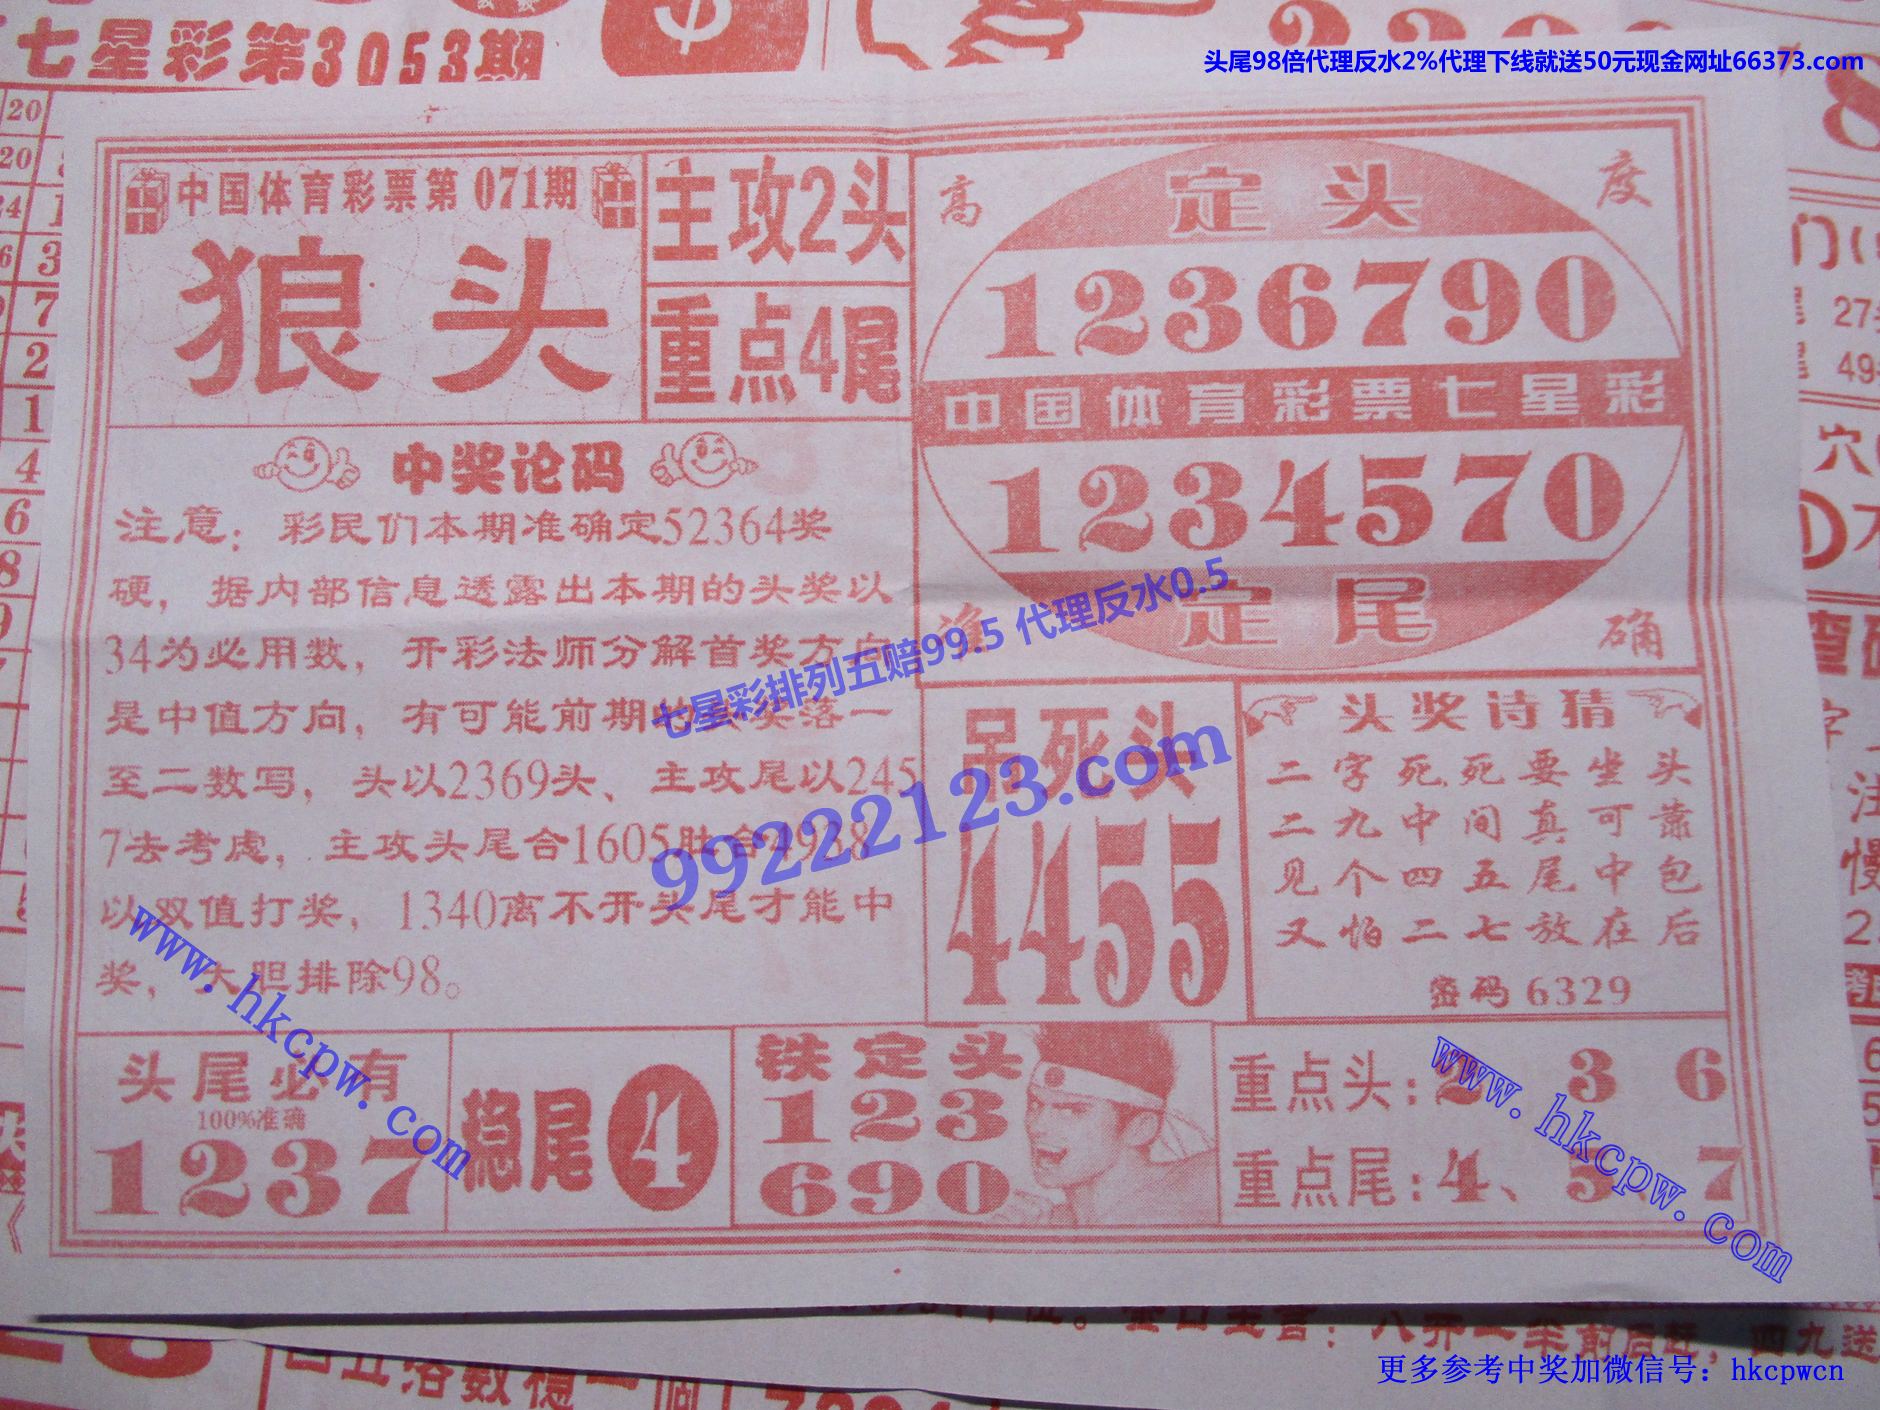 七星彩第3053期
头尾98倍代理反水2%代理下线就送50元现金网址66373.com
中国体育彩票第071期
狼头
主攻2头
重点4尾
高 度
定头
1236790
中国体育彩票七星彩
1234570
定尾
准 确
中奖论码
注意：彩民们本期准确定52364奖
硬，据内部信息透露出本期的头奖以
34为必用数，开彩法师分解首奖方向
是中值方向，有可能前期的头奖落一
至二数写，头以2369头、主攻尾以245
7去考虑，主攻头尾合1605肚合4938
以双值打奖，1340离不开头尾才能中
奖，大胆排除98。
七星彩排列五赔99.5 代理反水0.5
99222123.com
吊死头
4455
头奖诗猜
二字死死要坐头
二九中间真可靠
见个四五尾中包
又怕二七放在后
密码 6329
头尾必有
100%准确
1237
稳尾 4
铁定头
123
690
重点头：2 3 6
重点尾：4、5 7
www.hkcpw.com
www.hkcpw.com
更多参考中奖加微信号：hkcpwcn